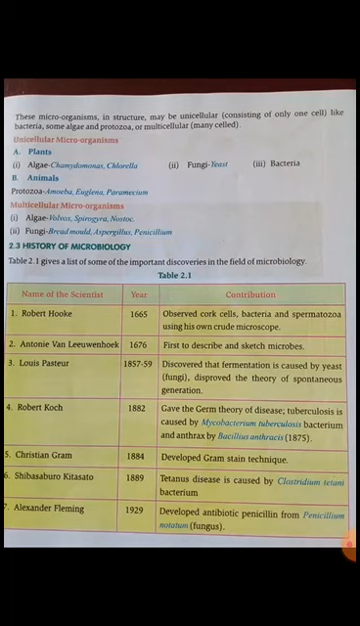 These micro-organisms, in structure, may be unicellular (consisting of only one cell) like
bacteria, some algae and protozoa, or multicellular (many celled).
Unicellular Micro-organisms
A. Plants
(i) Algae-Chamydomonas, Chlorella (ii) Fungi-Yeast (iii) Bacteria
B. Animals
Protozoa-Amoeba, Euglena, Paramecium
Multicellular Micro-organisms
(i) Algae-Volvox, Spirogyra, Nostoc.
(ii) Fungi-Bread mould, Aspergillus, Penicillium
2.3 HISTORY OF MICROBIOLOGY
Table 2.1 gives a list of some of the important discoveries in the field of microbiology.
Table 2.1
Name of the Scientist Year Contribution
1. Robert Hooke 1665 Observed cork cells, bacteria and spermatozoa
using his own crude microscope.
2. Antonie Van Leeuwenhoek 1676 First to describe and sketch microbes.
3. Louis Pasteur 1857-59 Discovered that fermentation is caused by yeast
(fungi), disproved the theory of spontaneous
generation.
4. Robert Koch 1882 Gave the Germ theory of disease; tuberculosis is
caused by Mycobacterium tuberculosis bacterium
and anthrax by Bacillius anthracis (1875).
5. Christian Gram 1884 Developed Gram stain technique.
6. Shibasaburo Kitasato 1889 Tetanus disease is caused by Clostridium tetani
bacterium
7. Alexander Fleming 1929 Developed antibiotic penicillin from Penicillium
notatum (fungus).